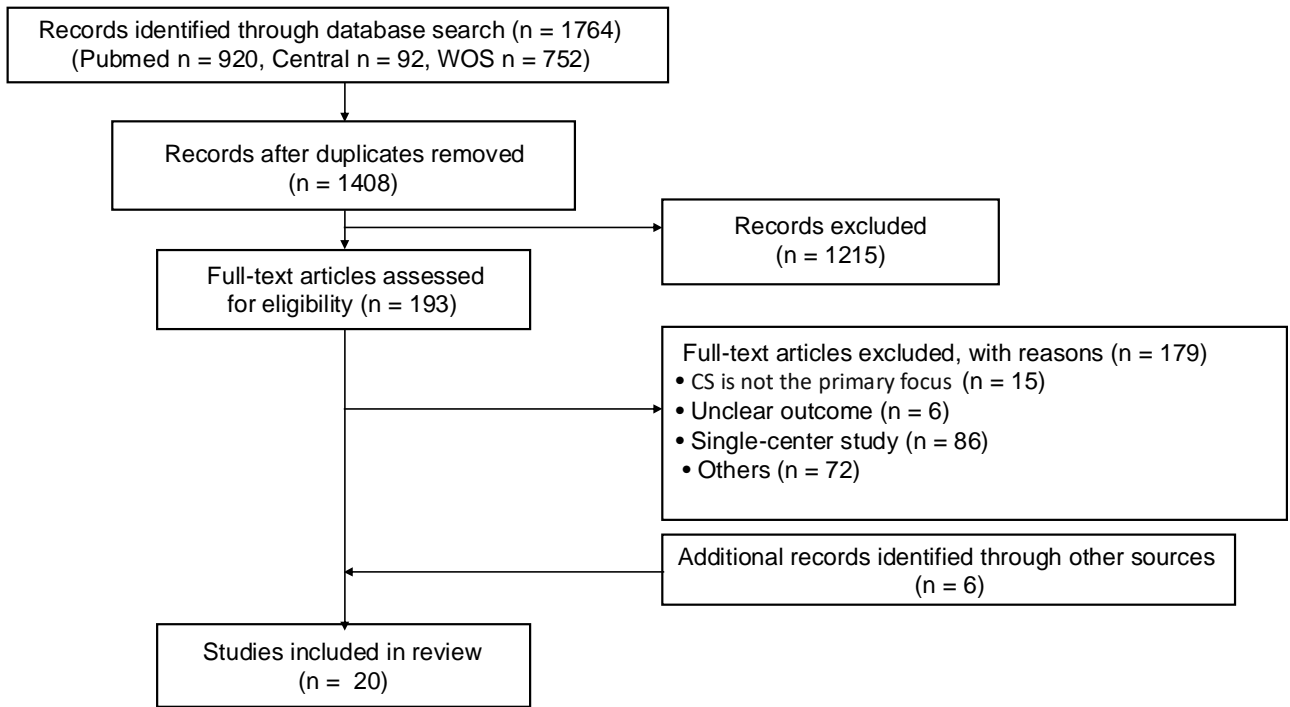 Records identified through database search (n = 1764)
(Pubmed n = 920, Central n = 92, WOS n = 752)
Records after duplicates removed
(n = 1408)
Records excluded
(n = 1215)
Full-text articles assessed
for eligibility (n = 193)
Full-text articles excluded, with reasons (n = 179)
• CS is not the primary focus (n = 15)
• Unclear outcome (n = 6)
• Single-center study (n = 86)
• Others (n = 72)
Additional records identified through other sources
(n = 6)
Studies included in review
(n = 20)